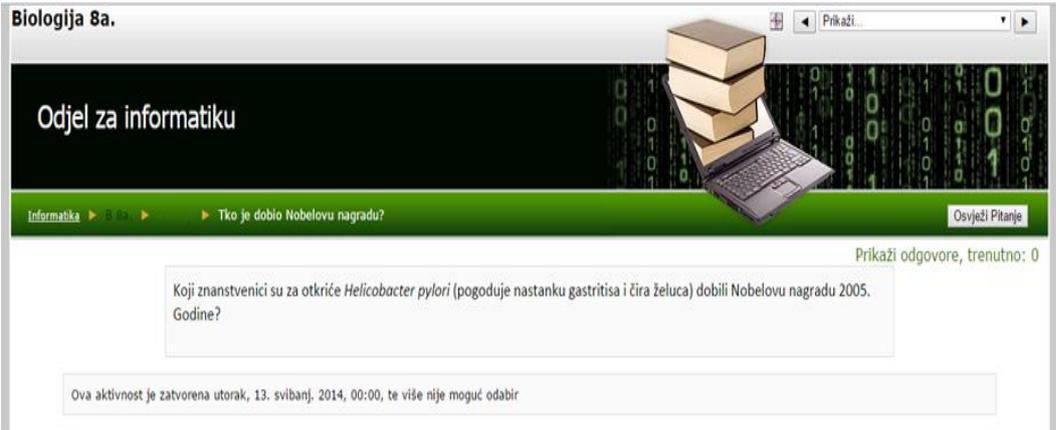 Biologija 8a.
Prikaži...
Odjel za informatiku
Informatika ► B 8a. ► ► Tko je dobio Nobelovu nagradu?
Osvježi Pitanje
Prikaži odgovore, trenutno: 0
Koji znanstvenici su za otkriće Helicobacter pylori (pogoduje nastanku gastritisa i čira želuca) dobili Nobelovu nagradu 2005.
Godine?
Ova aktivnost je zatvorena utorak, 13. svibanj. 2014, 00:00, te više nije moguć odabir